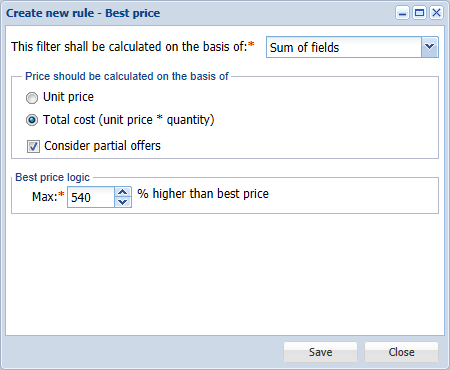 Create new rule - Best price
This filter shall be calculated on the basis of:* Sum of fields
Price should be calculated on the basis of
Unit price
Total cost (unit price * quantity)
Consider partial offers
Best price logic
Max:* 540 % higher than best price
Save Close